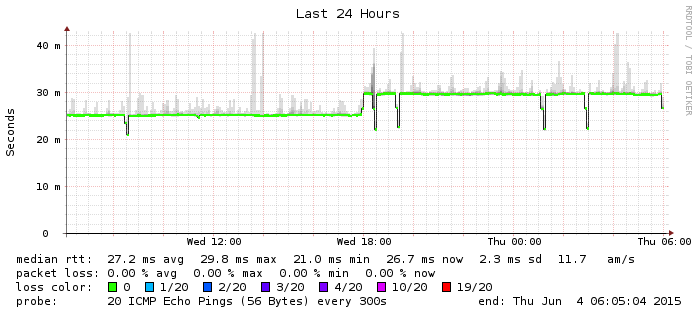 Last 24 Hours
RRDTOOL / TOBI OETIKER
Seconds
40 m
30 m
20 m
10 m
0
Wed 12:00 Wed 18:00 Thu 00:00 Thu 06:00
median rtt: 27.2 ms avg 29.8 ms max 21.0 ms min 26.7 ms now 2.3 ms sd 11.7 am/s
packet loss: 0.00 % avg 0.00 % max 0.00 % min 0.00 % now
loss color: 0 1/20 2/20 3/20 4/20 10/20 19/20
probe: 20 ICMP Echo Pings (56 Bytes) every 300s end: Thu Jun 4 06:05:04 2015